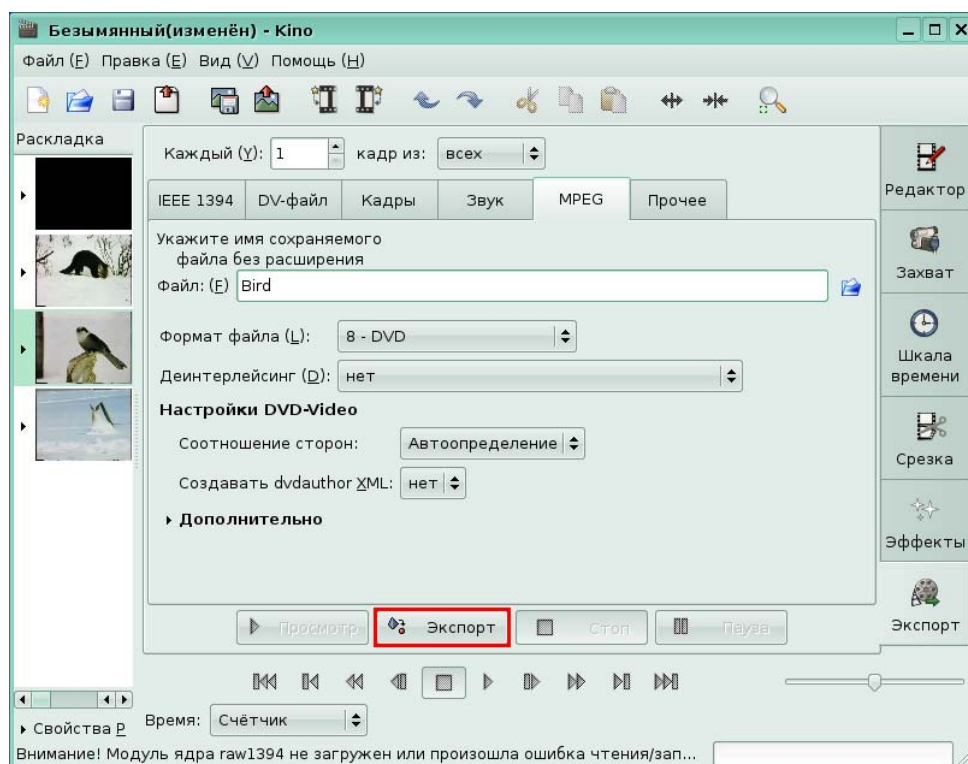 Безымянный(изменён) - Kino
Файл (F) Правка (E) Вид (V) Помощь (H)
Раскладка
Каждый (Y): 1 кадр из: всех
IEEE 1394 DV-файл Кадры Звук MPEG Прочее
Укажите имя сохраняемого
файла без расширения
Файл: (F) Bird
Формат файла (L): 8 - DVD
Деинтерлейсинг (D): нет
Настройки DVD-Video
Соотношение сторон: Автоопределение
Создавать dvdauthor XML: нет
Дополнительно
Просмотр Экспорт Стоп Пауза
Редактор
Захват
Шкала
времени
Срезка
Эффекты
Экспорт
Свойства P
Время: Счётчик
Внимание! Модуль ядра raw1394 не загружен или произошла ошибка чтения/зап...